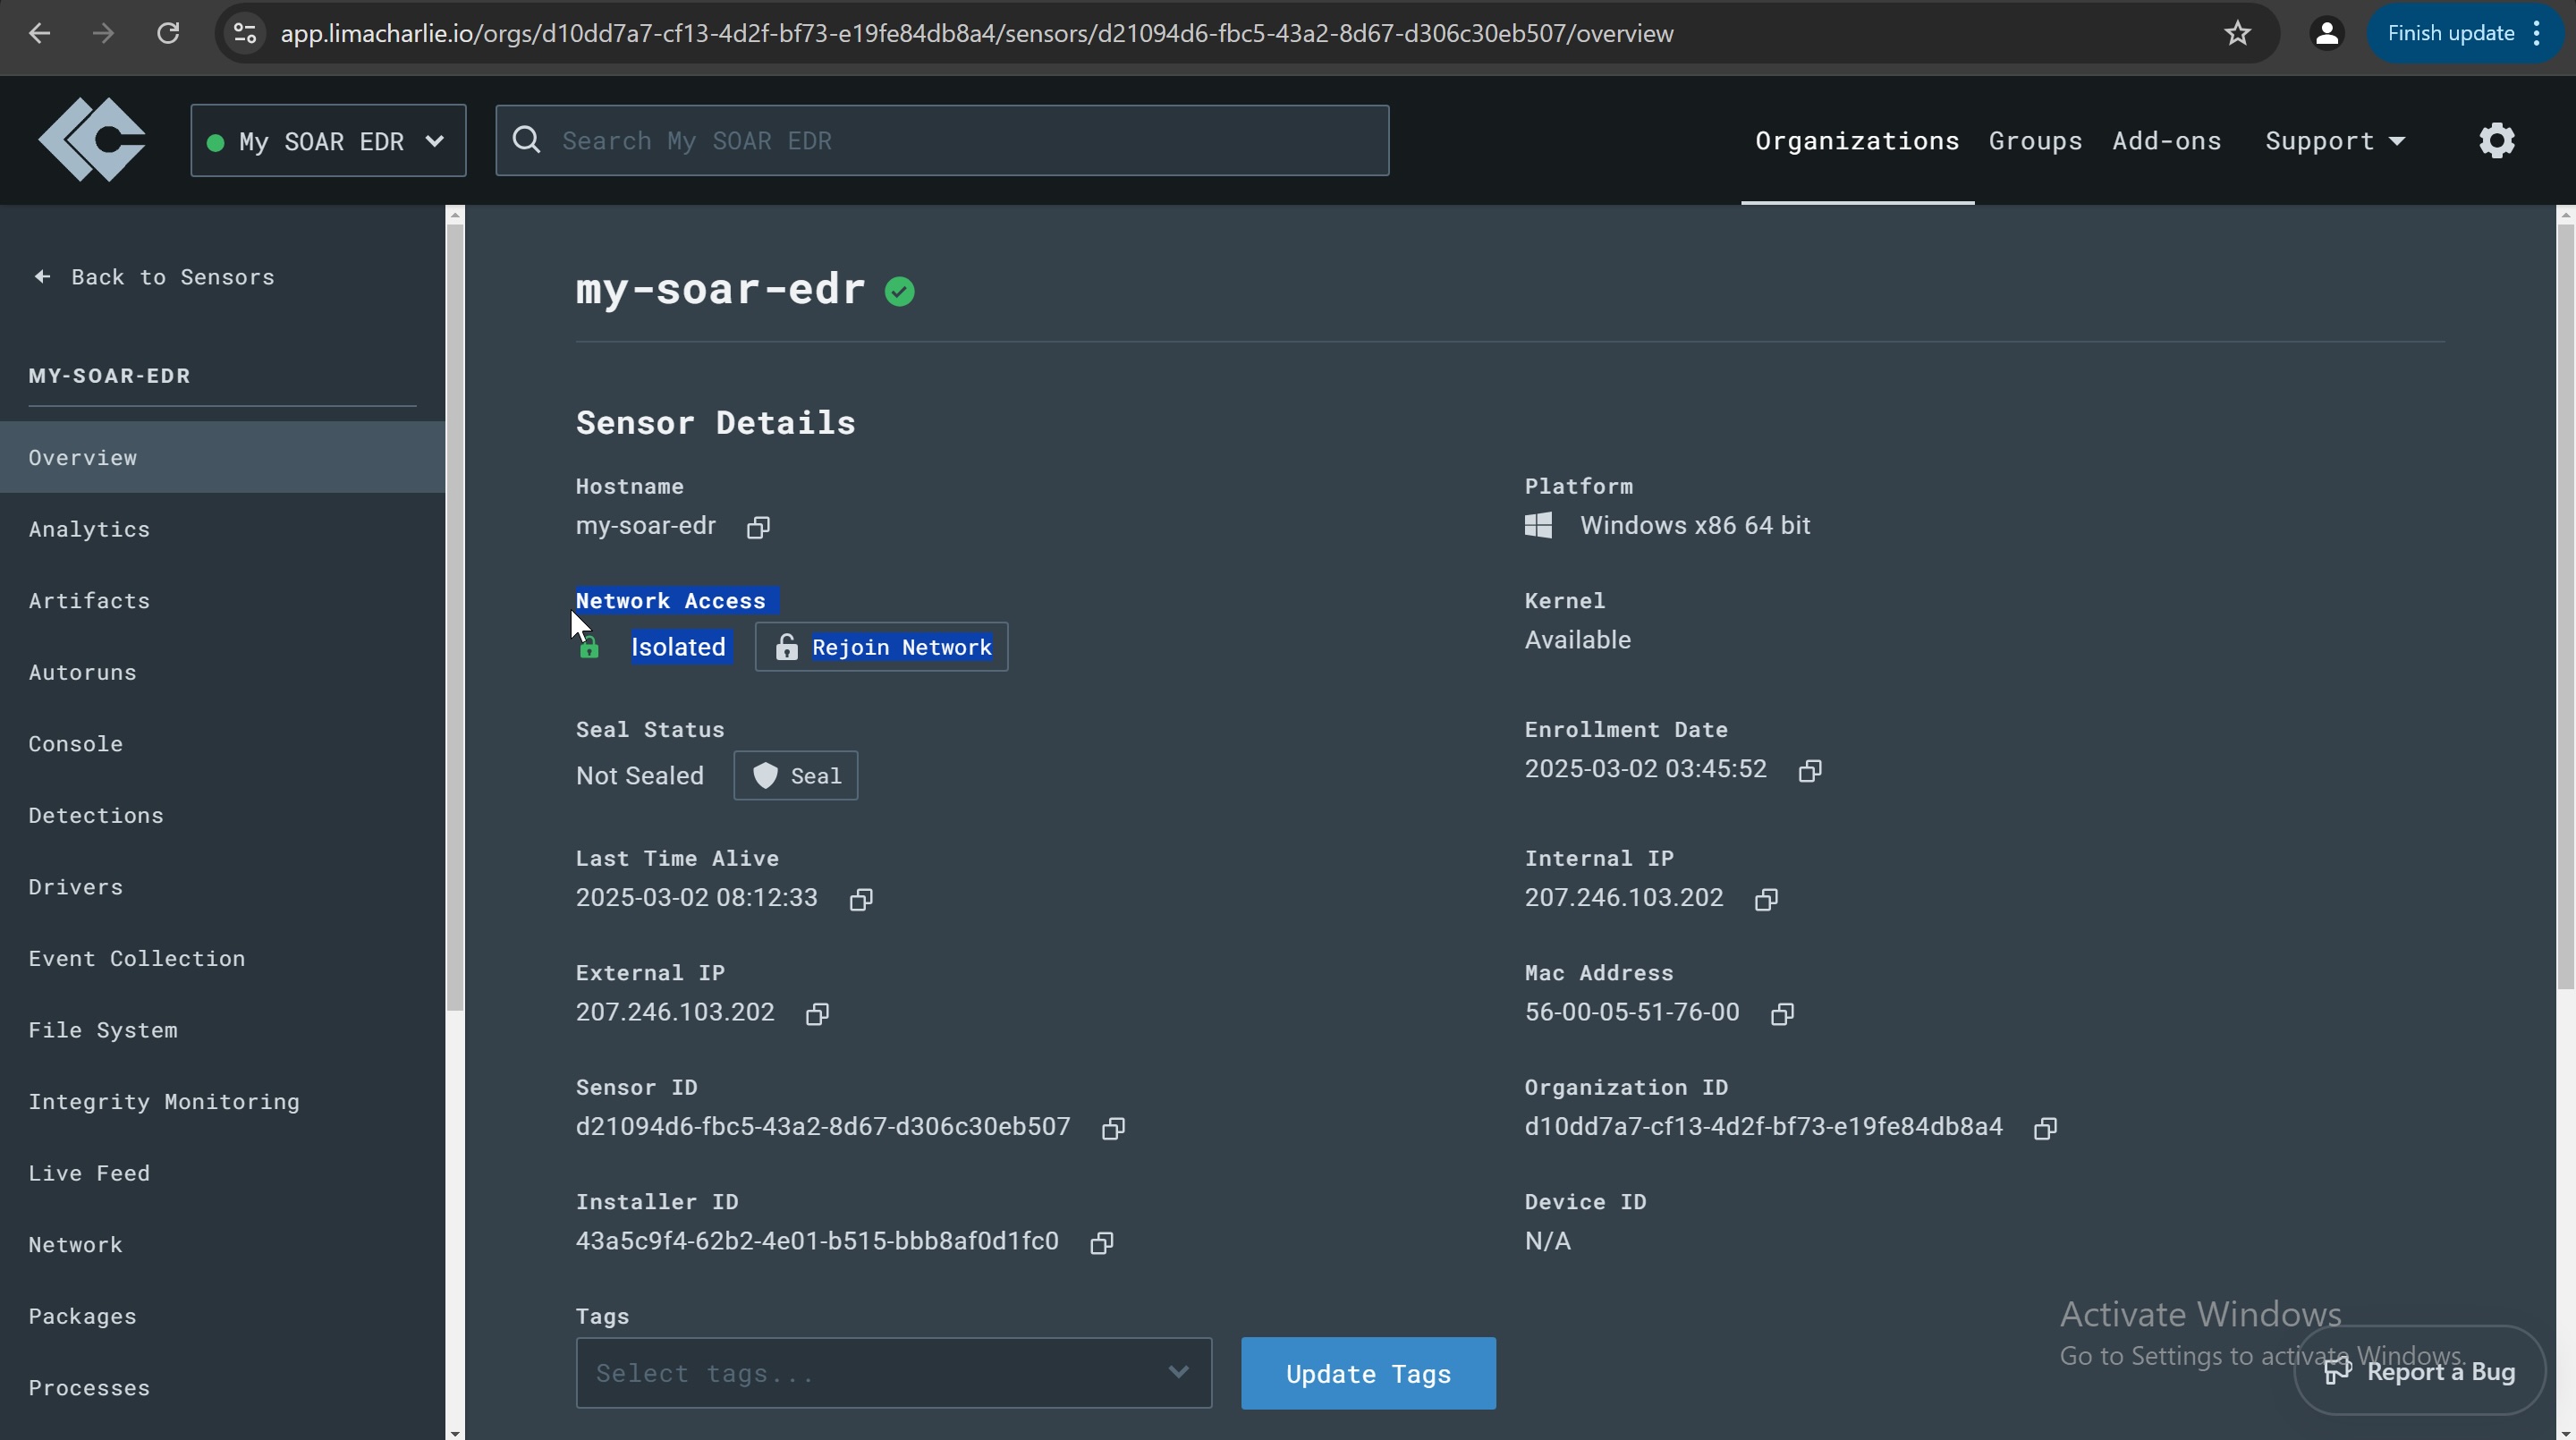 app.limacharlie.io/orgs/d10dd7a7-cf13-4d2f-bf73-e19fe84db8a4/sensors/d21094d6-fbc5-43a2-8d67-d306c30eb507/overview
Finish update
My SOAR EDR
Search My SOAR EDR
Organizations
Groups
Add-ons
Support
Back to Sensors
MY-SOAR-EDR
Overview
Analytics
Artifacts
Autoruns
Console
Detections
Drivers
Event Collection
File System
Integrity Monitoring
Live Feed
Network
Packages
Processes
my-soar-edr
Sensor Details
Hostname
my-soar-edr
Platform
Windows x86 64 bit
Network Access
Isolated
Rejoin Network
Kernel
Available
Seal Status
Not Sealed
Seal
Enrollment Date
2025-03-02 03:45:52
Last Time Alive
2025-03-02 08:12:33
Internal IP
207.246.103.202
External IP
207.246.103.202
Mac Address
56-00-05-51-76-00
Sensor ID
d21094d6-fbc5-43a2-8d67-d306c30eb507
Organization ID
d10dd7a7-cf13-4d2f-bf73-e19fe84db8a4
Installer ID
43a5c9f4-62b2-4e01-b515-bbb8af0d1fc0
Device ID
N/A
Tags
Select tags...
Update Tags
Activate Windows
Go to Settings to activate Windows.
Report a Bug